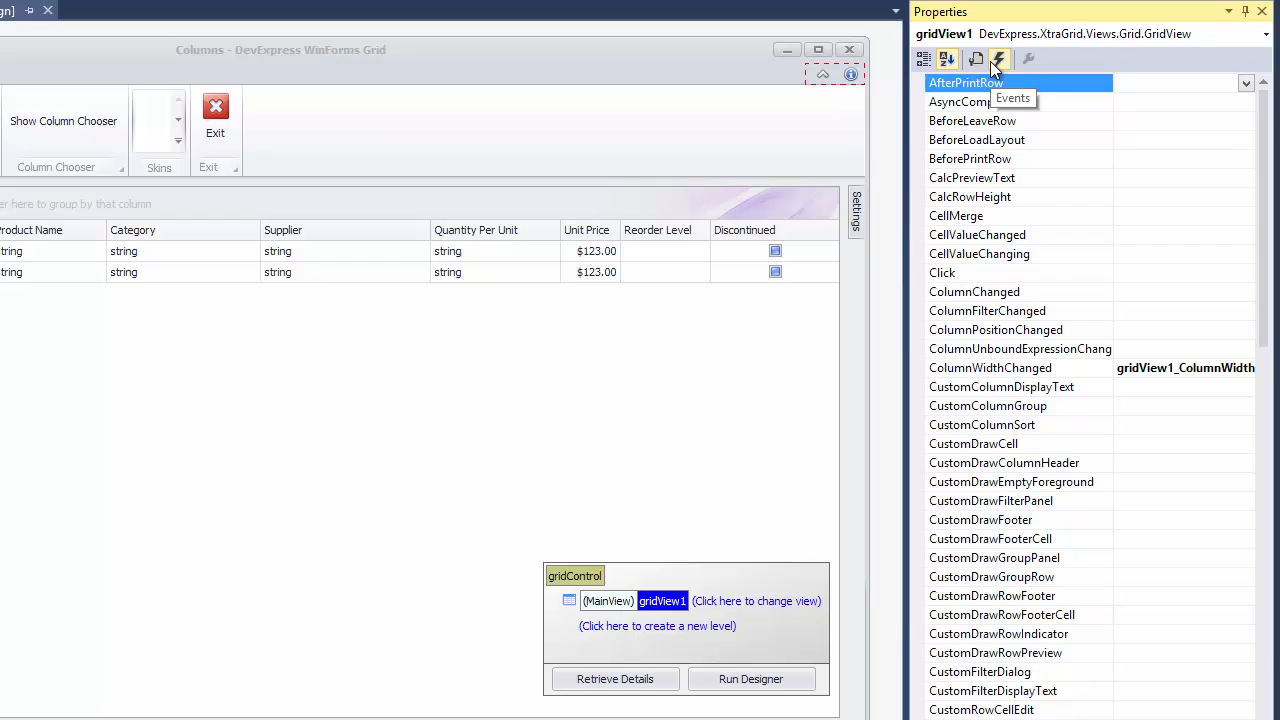 gn]
Properties
gridView1 DevExpress.XtraGrid.Views.Grid.GridView
Columns - DevExpress WinForms Grid
Show Column Chooser
Exit
Column Chooser
Skins
Exit
er here to group by that column
Settings
Product Name Category Supplier Quantity Per Unit Unit Price Reorder Level Discontinued
string string string string $123.00
string string string string $123.00
gridControl
(MainView) gridView1 (Click here to change view)
(Click here to create a new level)
Retrieve Details Run Designer
AfterPrintRow
AsyncComp
Events
BeforeLeaveRow
BeforeLoadLayout
BeforePrintRow
CalcPreviewText
CalcRowHeight
CellMerge
CellValueChanged
CellValueChanging
Click
ColumnChanged
ColumnFilterChanged
ColumnPositionChanged
ColumnUnboundExpressionChang
ColumnWidthChanged gridView1_ColumnWidth
CustomColumnDisplayText
CustomColumnGroup
CustomColumnSort
CustomDrawCell
CustomDrawColumnHeader
CustomDrawEmptyForeground
CustomDrawFilterPanel
CustomDrawFooter
CustomDrawFooterCell
CustomDrawGroupPanel
CustomDrawGroupRow
CustomDrawRowFooter
CustomDrawRowFooterCell
CustomDrawRowIndicator
CustomDrawRowPreview
CustomFilterDialog
CustomFilterDisplayText
CustomRowCellEdit